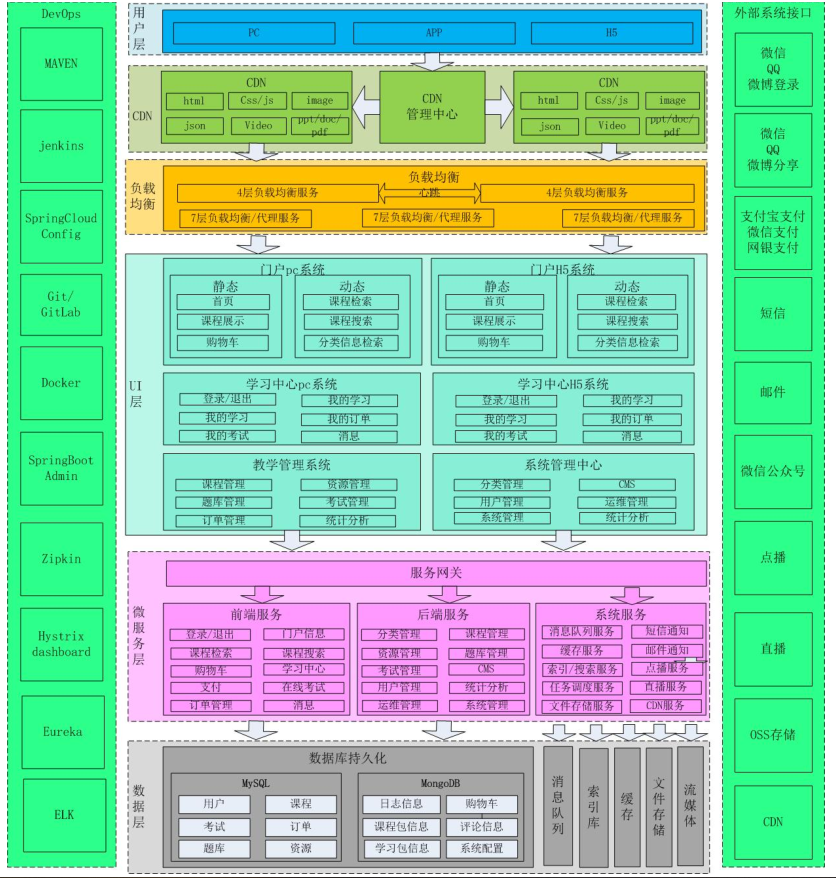 DevOps
MAVEN
jenkins
SpringCloud
Config
Git/
GitLab
Docker
SpringBoot
Admin
Zipkin
Hystrix
dashboard
Eureka
ELK
用户层
PC
APP
H5
CDN
CDN
html
Css/js
image
json
Video
ppt/doc/
pdf
CDN
管理中心
CDN
html
Css/js
image
json
Video
ppt/doc/
pdf
负载
均衡
负载均衡
4层负载均衡服务
心跳
4层负载均衡服务
7层负载均衡/代理服务
7层负载均衡/代理服务
7层负载均衡/代理服务
UI
层
门户pc系统
静态
首页
课程展示
购物车
动态
课程检索
课程搜索
分类信息检索
门户H5系统
静态
首页
课程展示
购物车
动态
课程检索
课程搜索
分类信息检索
学习中心pc系统
登录/退出
我的学习
我的学习
我的订单
我的考试
消息
学习中心H5系统
登录/退出
我的学习
我的学习
我的订单
我的考试
消息
教学管理系统
课程管理
资源管理
题库管理
考试管理
订单管理
统计分析
系统管理中心
分类管理
CMS
用户管理
运维管理
系统管理
统计分析
微服务层
服务网关
前端服务
登录/退出
门户信息
课程检索
课程搜索
购物车
学习中心
支付
在线考试
订单管理
消息
后端服务
分类管理
课程管理
资源管理
题库管理
考试管理
CMS
用户管理
统计分析
运维管理
系统管理
系统服务
消息队列服务
短信通知
缓存服务
邮件通知
索引/搜索服务
点播服务
任务调度服务
直播服务
文件存储服务
CDN服务
数据层
数据库持久化
MySQL
用户
课程
考试
订单
题库
资源
MongoDB
日志信息
购物车
课程包信息
评论信息
学习包信息
系统配置
消息队列
索引库
缓存
文件存储
流媒体
外部系统接口
微信
QQ
微博登录
微信
QQ
微博分享
支付宝支付
微信支付
网银支付
短信
邮件
微信公众号
点播
直播
OSS存储
CDN